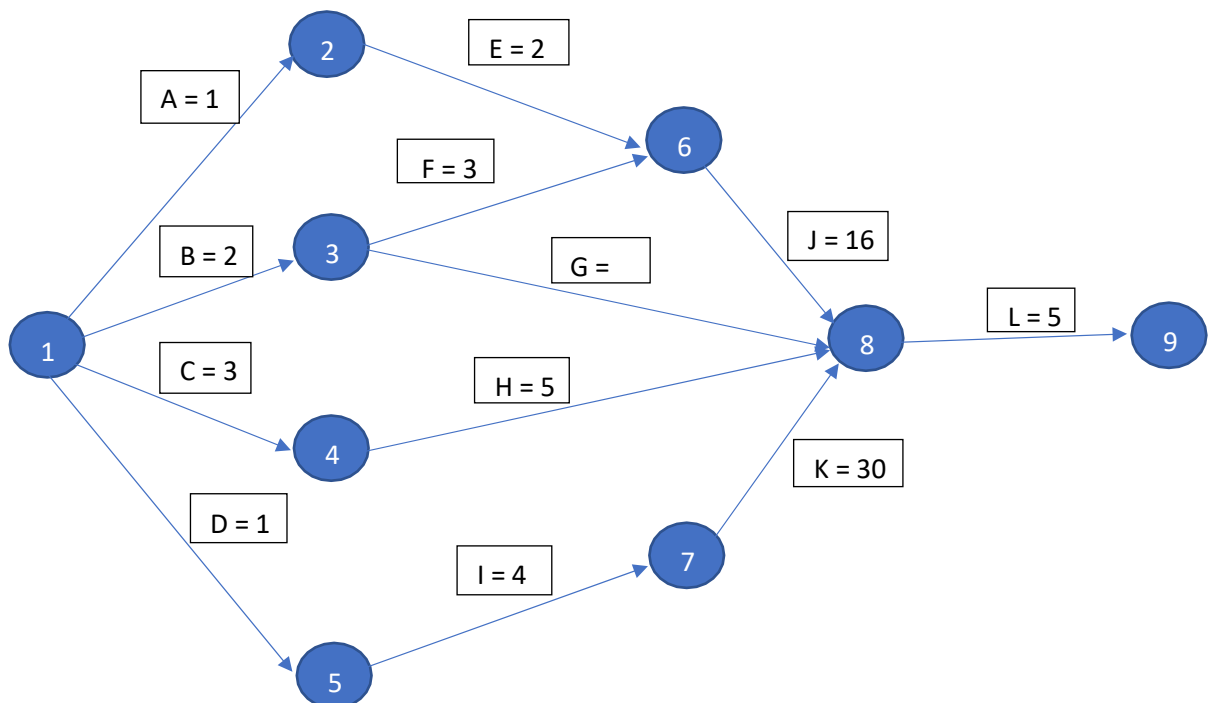 2
E = 2
A = 1
6
F = 3
B = 2
3
J = 16
G =
L = 5
1
8
9
C = 3
H = 5
4
K = 30
D = 1
7
I = 4
5